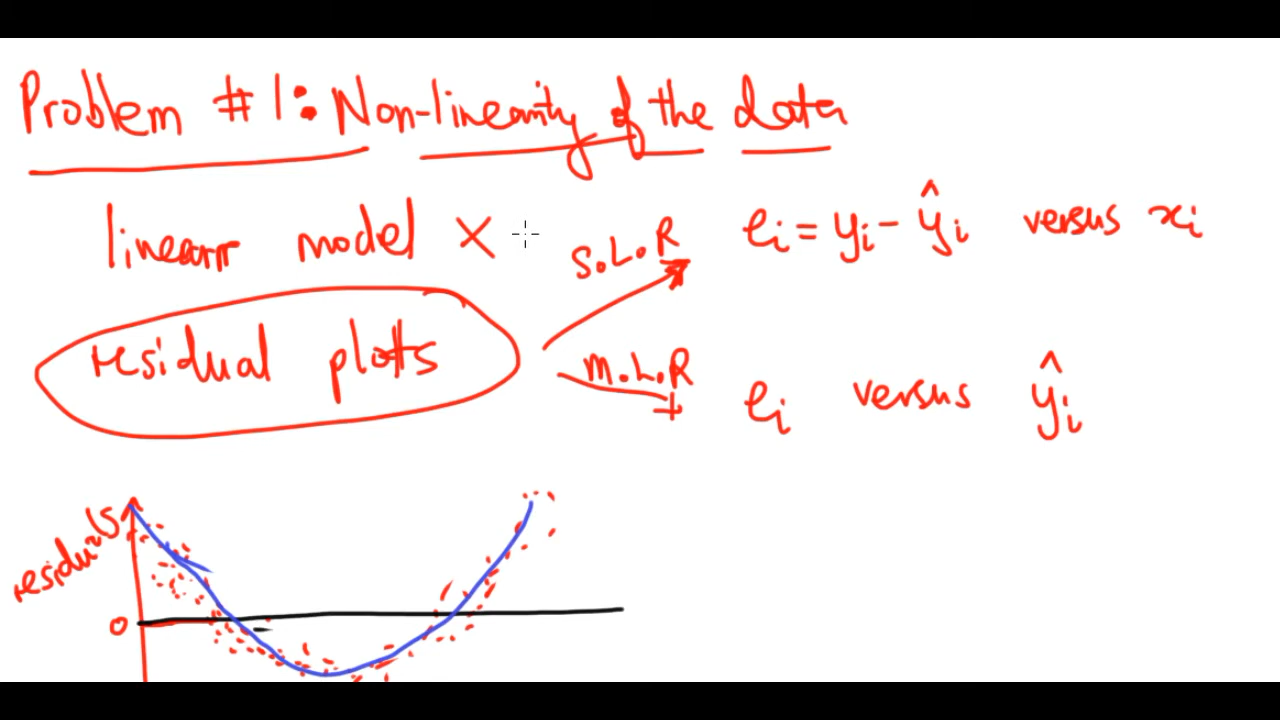 Problem #1: Non-linearity of the data
linear model ×
S.L.R eᵢ = yᵢ - ŷᵢ versus xᵢ
residual plots
M.L.R eᵢ versus ŷᵢ
residuals
0